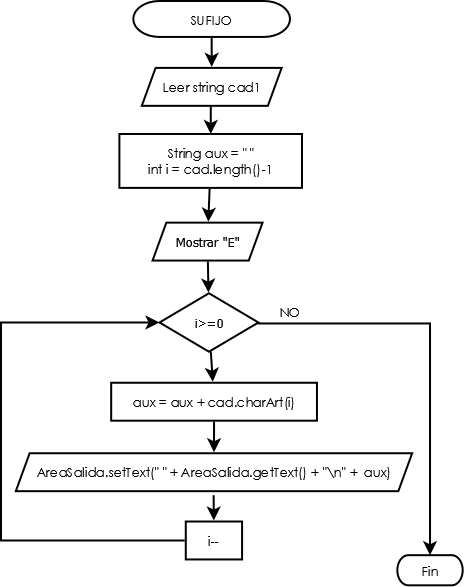 SUFIJO
Leer string cad1
String aux = " "
int i = cad.length()-1
Mostrar "E"
i>=0
NO
aux = aux + cad.charArt(i)
AreaSalida.setText(" " + AreaSalida.getText() + "\n" + aux)
i--
Fin